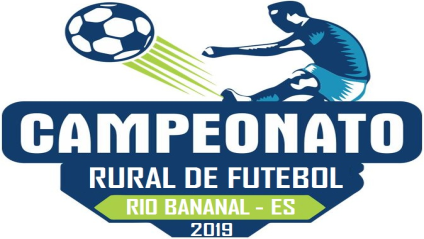 CAMPEONATO
RURAL DE FUTEBOL
RIO BANANAL - ES
2019